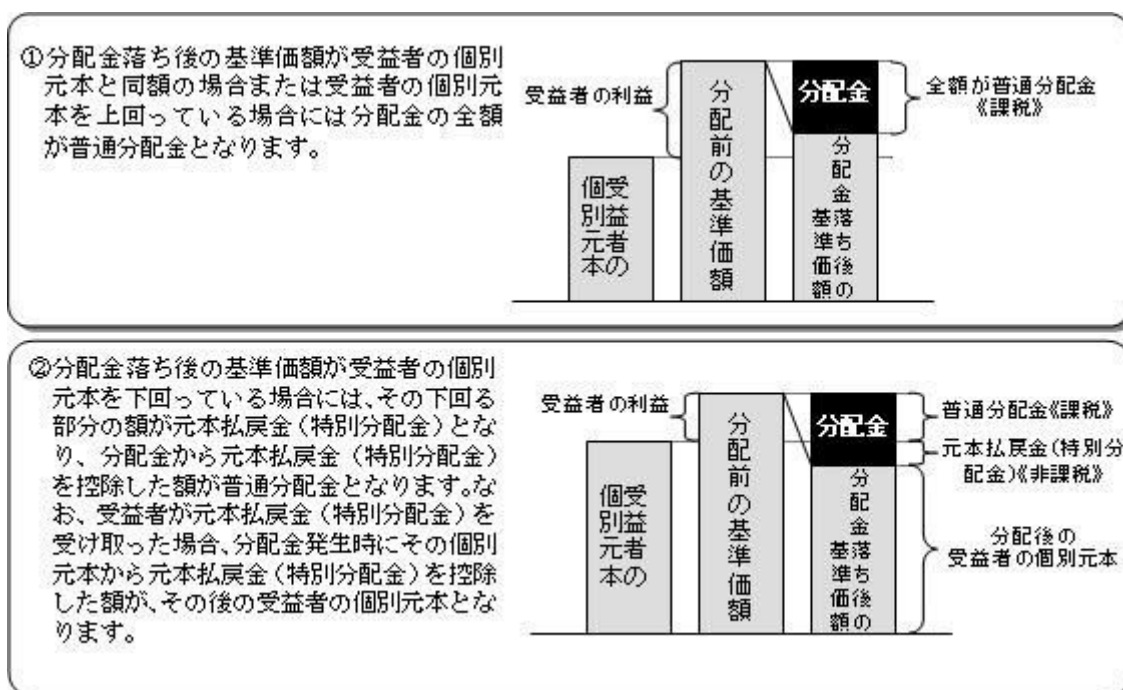 ①分配金落ち後の基準価額が受益者の個別
元本と同額の場合または受益者の個別元
本を上回っている場合には分配金の全額
が普通分配金となります。
受益者の利益
受益者の
個別元本
分配前の基準価額
分配金
分配金落ち後の
基準価額
全額が普通分配金
《課税》
②分配金落ち後の基準価額が受益者の個別
元本を下回っている場合には、その下回る
部分の額が元本払戻金(特別分配金)とな
り、分配金から元本払戻金(特別分配金)
を控除した額が普通分配金となります。な
お、受益者が元本払戻金(特別分配金)を
受け取った場合、分配金発生時にその個別
元本から元本払戻金(特別分配金)を控除
した額が、その後の受益者の個別元本とな
ります。
受益者の利益
受益者の
個別元本
分配前の基準価額
分配金
分配金落ち後の
基準価額
普通分配金《課税》
元本払戻金(特別分
配金)《非課税》
分配後の
受益者の個別元本